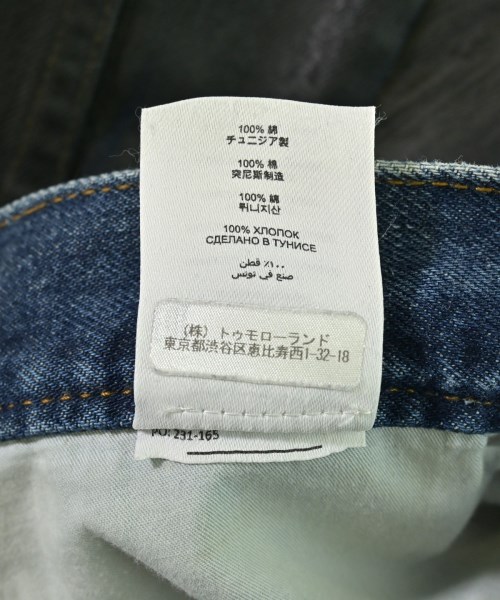 100% 綿
チュニジア製
100% 棉
突尼斯制造
100% 綿
튀니지산
100% ХЛОПОК
СДЕЛАНО В ТУНИСЕ
١٠٠٪ قطن
صنع في تونس
(株) トゥモローランド
東京都渋谷区恵比寿西1-32-18
PO: 231-165